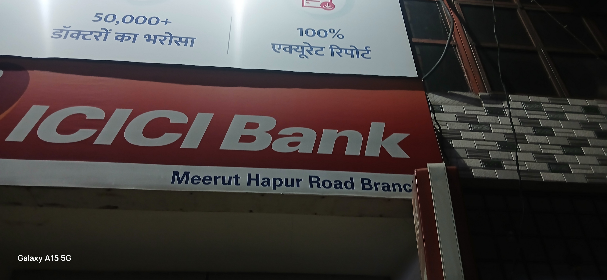 50,000+
डॉक्टरों का भरोसा
100%
एक्यूरेट रिपोर्ट
ICICI Bank
Meerut Hapur Road Branc
Galaxy A15 5G